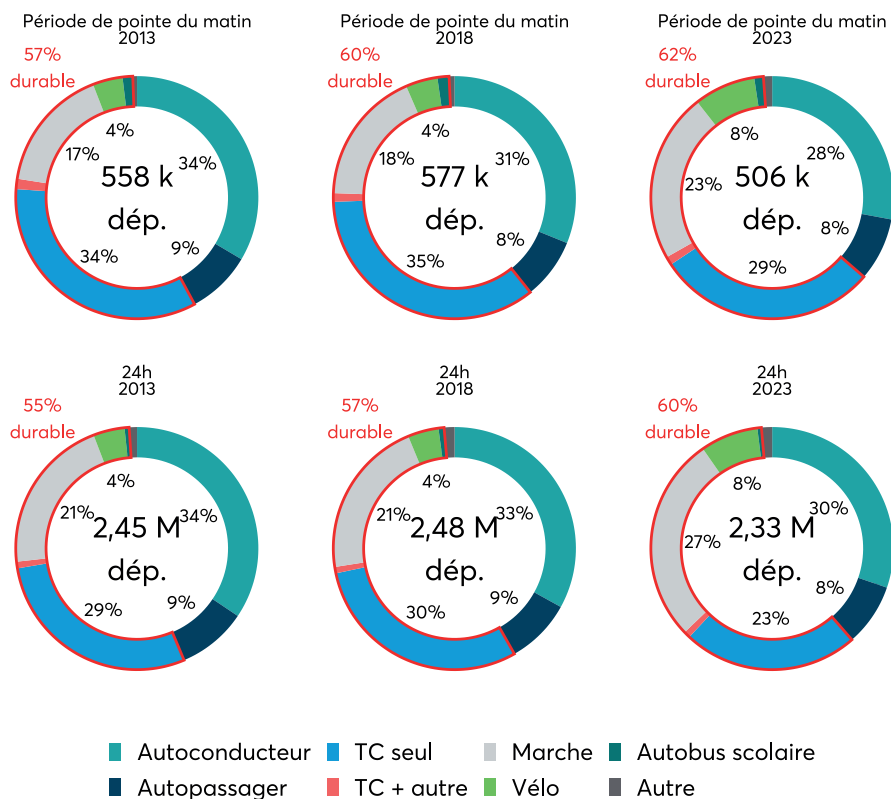 Période de pointe du matin
2013
57%
durable
4%
17%
34%
558 k
dép.
34%
9%
Période de pointe du matin
2018
60%
durable
4%
18%
31%
577 k
dép.
35%
8%
Période de pointe du matin
2023
62%
durable
8%
23%
28%
506 k
dép.
29%
8%
24h
2013
55%
durable
4%
21%
34%
2,45 M
dép.
29%
9%
24h
2018
57%
durable
4%
21%
33%
2,48 M
dép.
30%
9%
24h
2023
60%
durable
8%
27%
30%
2,33 M
dép.
23%
8%
Autoconducteur
TC seul
Marche
Autobus scolaire
Autopassager
TC + autre
Vélo
Autre